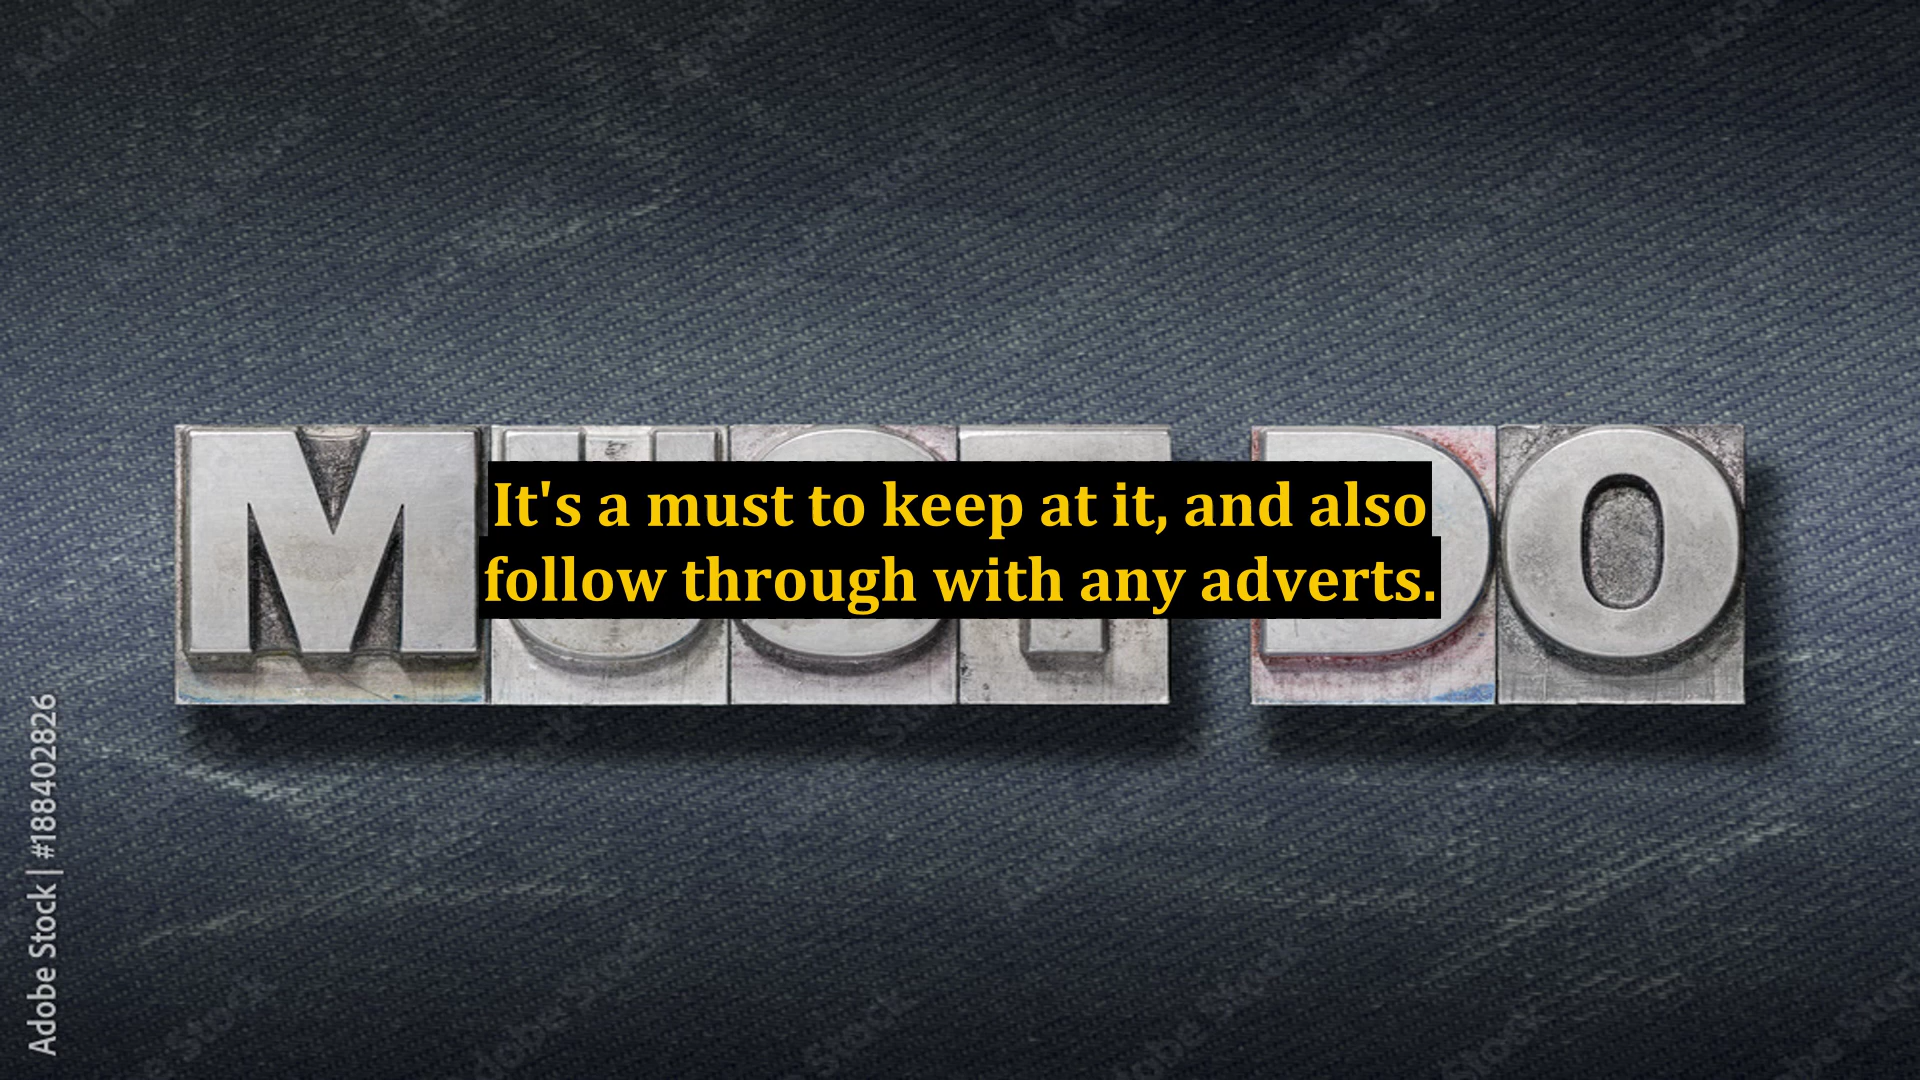 MUST DO
It's a must to keep at it, and also
follow through with any adverts.
Adobe Stock | #188402826